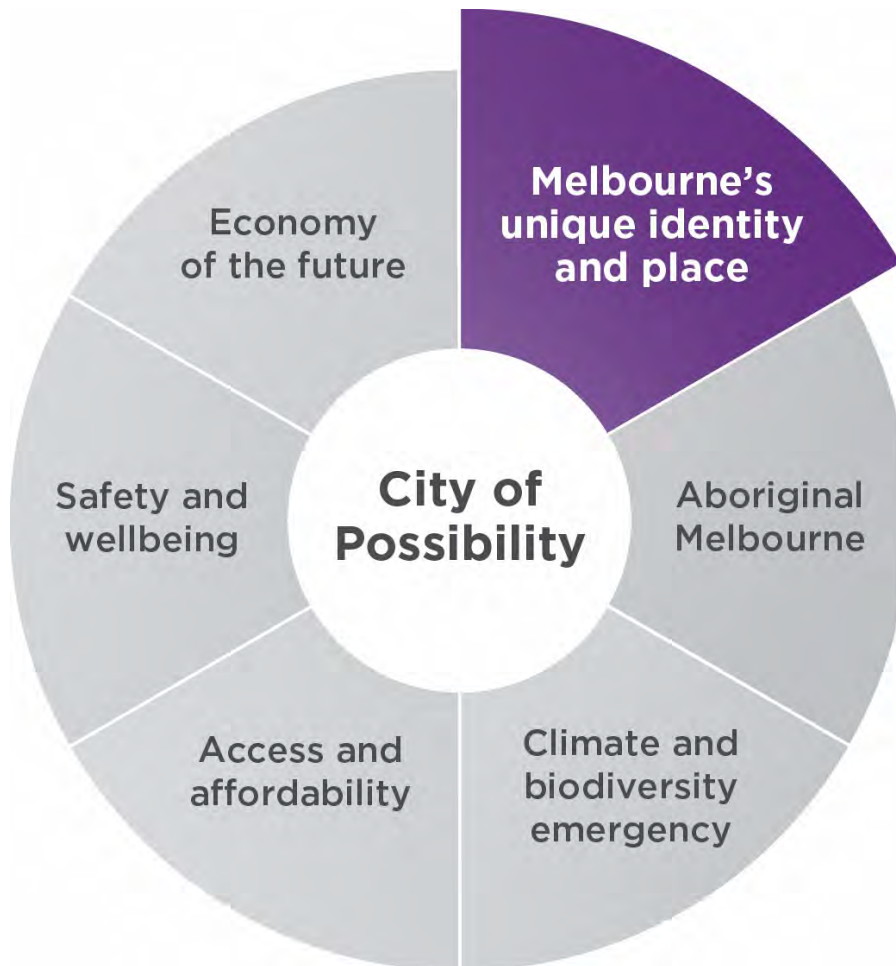 Melbourne’s
unique identity
and place
Aboriginal
Melbourne
Climate and
biodiversity
emergency
Access and
affordability
Safety and
wellbeing
Economy
of the future
City of
Possibility